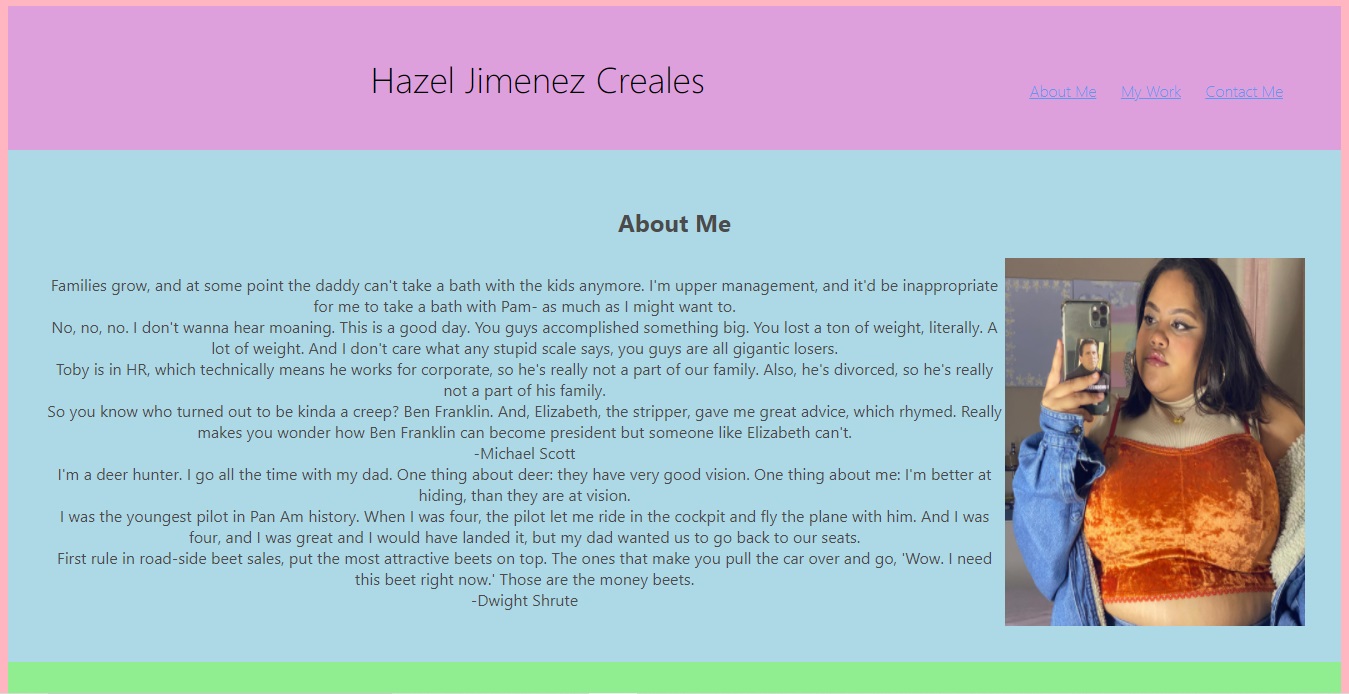 Hazel Jimenez Creales
About Me My Work Contact Me
About Me
Families grow, and at some point the daddy can't take a bath with the kids anymore. I'm upper management, and it'd be inappropriate
for me to take a bath with Pam- as much as I might want to.
No, no, no. I don't wanna hear moaning. This is a good day. You guys accomplished something big. You lost a ton of weight, literally. A
lot of weight. And I don't care what any stupid scale says, you guys are all gigantic losers.
Toby is in HR, which technically means he works for corporate, so he's really not a part of our family. Also, he's divorced, so he's really
not a part of his family.
So you know who turned out to be kinda a creep? Ben Franklin. And, Elizabeth, the stripper, gave me great advice, which rhymed. Really
makes you wonder how Ben Franklin can become president but someone like Elizabeth can't.
-Michael Scott
I'm a deer hunter. I go all the time with my dad. One thing about deer: they have very good vision. One thing about me: I'm better at
hiding, than they are at vision.
I was the youngest pilot in Pan Am history. When I was four, the pilot let me ride in the cockpit and fly the plane with him. And I was
four, and I was great and I would have landed it, but my dad wanted us to go back to our seats.
First rule in road-side beet sales, put the most attractive beets on top. The ones that make you pull the car over and go, 'Wow. I need
this beet right now.' Those are the money beets.
-Dwight Shrute